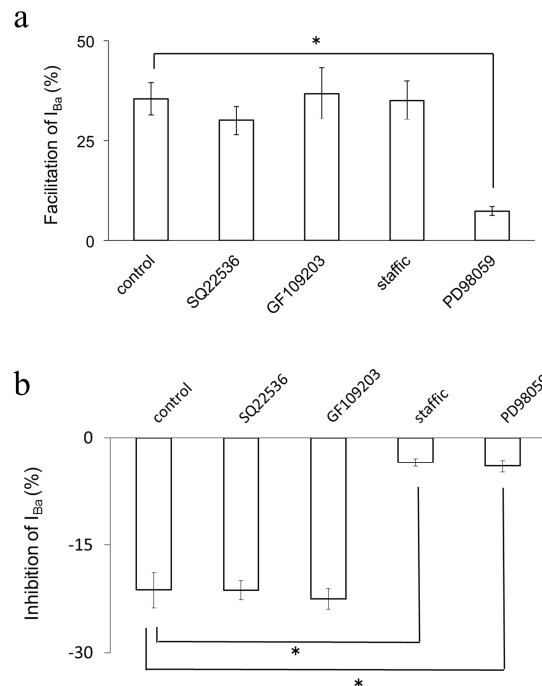 a
*
50
25
0
Facilitation of IBa (%)
control
SQ22536
GF109203
staffic
PD98059
b
control
SQ22536
GF109203
staffic
PD98059
0
-15
-30
Inhibition of IBa (%)
*
*